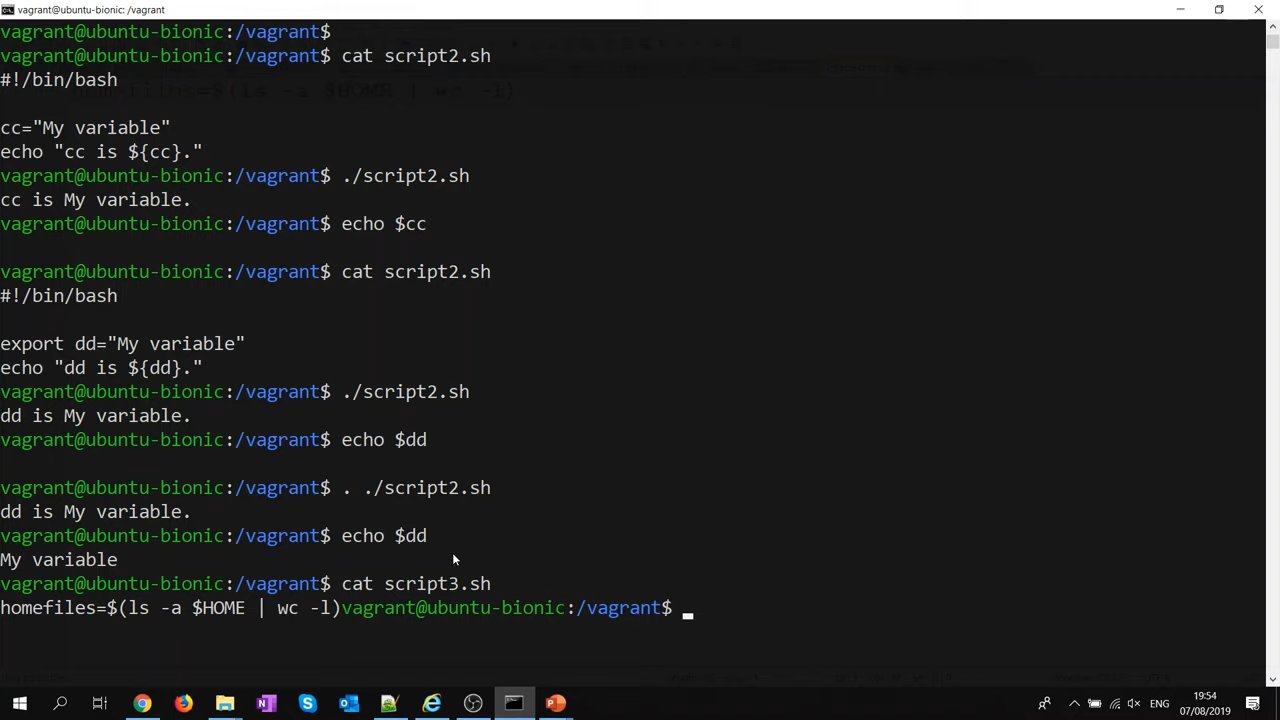 vagrant@ubuntu-bionic: /vagrant
vagrant@ubuntu-bionic:/vagrant$
vagrant@ubuntu-bionic:/vagrant$ cat script2.sh
#!/bin/bash
cc="My variable"
echo "cc is ${cc}."
vagrant@ubuntu-bionic:/vagrant$ ./script2.sh
cc is My variable.
vagrant@ubuntu-bionic:/vagrant$ echo $cc
vagrant@ubuntu-bionic:/vagrant$ cat script2.sh
#!/bin/bash
export dd="My variable"
echo "dd is ${dd}."
vagrant@ubuntu-bionic:/vagrant$ ./script2.sh
dd is My variable.
vagrant@ubuntu-bionic:/vagrant$ echo $dd
vagrant@ubuntu-bionic:/vagrant$ . ./script2.sh
dd is My variable.
vagrant@ubuntu-bionic:/vagrant$ echo $dd
My variable
vagrant@ubuntu-bionic:/vagrant$ cat script3.sh
homefiles=$(ls -a $HOME | wc -l)vagrant@ubuntu-bionic:/vagrant$
ENG
19:54
07/08/2019